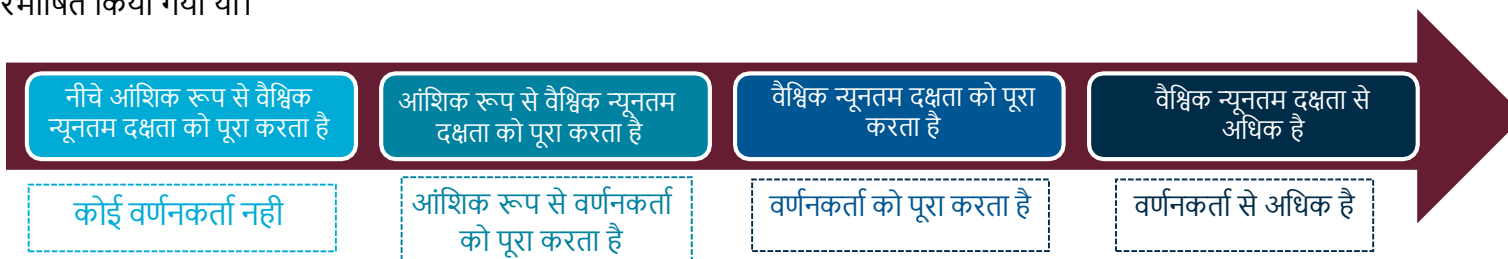 किया गया था।
नीचे आंशिक रूप से वैश्विक
न्यूनतम दक्षता को पूरा करता है
आंशिक रूप से वैश्विक न्यूनतम
दक्षता को पूरा करता है
वैश्विक न्यूनतम दक्षता को पूरा
करता है
वैश्विक न्यूनतम दक्षता से
अधिक है
कोई वर्णनकर्ता नही
आंशिक रूप से वर्णनकर्ता
को पूरा करता है
वर्णनकर्ता को पूरा करता है
वर्णनकर्ता से अधिक है